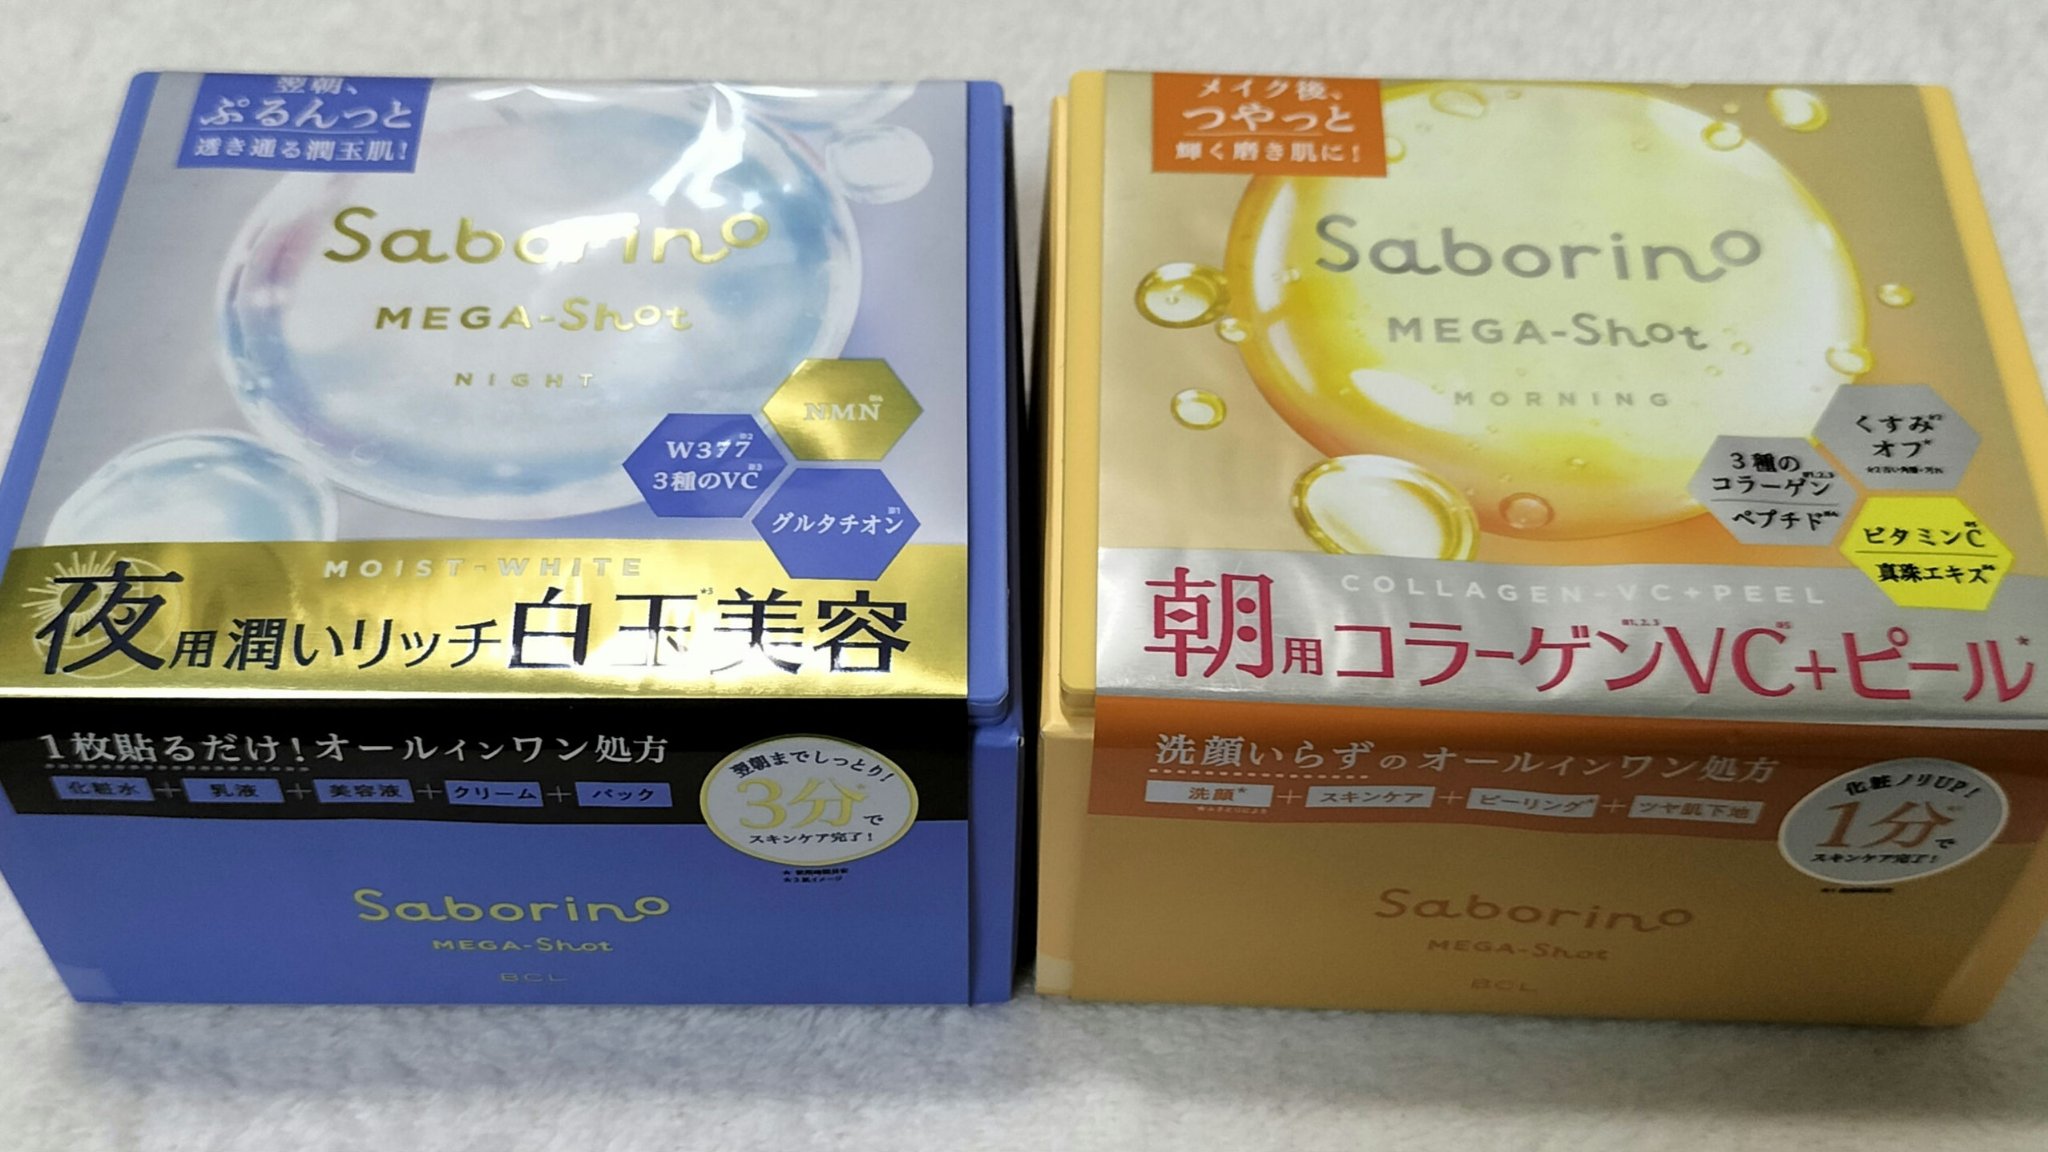 翌朝、
ぷるんっと
透き通る潤玉肌！
Saborino
MEGA-Shot
NIGHT
NMN
W377
3種のVC
グルタチオン
MOIST-WHITE
夜用潤いリッチ白玉美容
1枚貼るだけ！オールインワン処方
化粧水+乳液+美容液+クリーム+パック
翌朝までしっとり！
3分*で
スキンケア完了！
Saborino
MEGA-Shot
BCL
メイク後、
つやっと
輝く磨き肌に！
Saborino
MEGA-Shot
MORNING
くすみ
オフ*
3種の
コラーゲン
ペプチド
ビタミンC
真珠エキス
COLLAGEN-VC+PEEL
朝用コラーゲンVC+ピール*
洗顔いらずのオールインワン処方
洗顔*+スキンケア+ピーリング*+ツヤ肌下地
化粧ノリUP！
1分で
スキンケア完了！
Saborino
MEGA-Shot
BCL